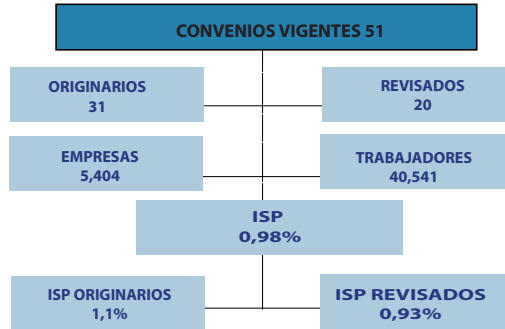 CONVENIOS VIGENTES 51
ORIGINARIOS
31
REVISADOS
20
EMPRESAS
5,404
TRABAJADORES
40,541
ISP
0,98%
ISP ORIGINARIOS
1,1%
ISP REVISADOS
0,93%